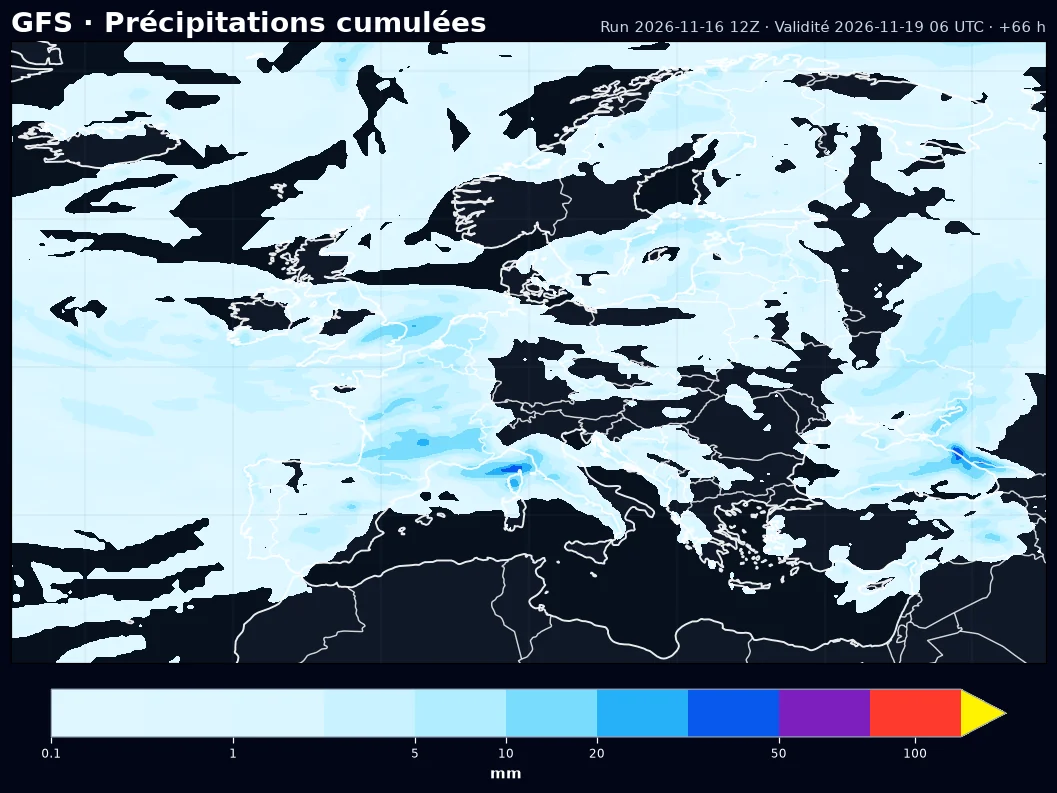 GFS · Précipitations cumulées
Run 2026-11-16 12Z · Validité 2026-11-19 06 UTC · +66 h
0.1 1 5 10 20 50 100
mm